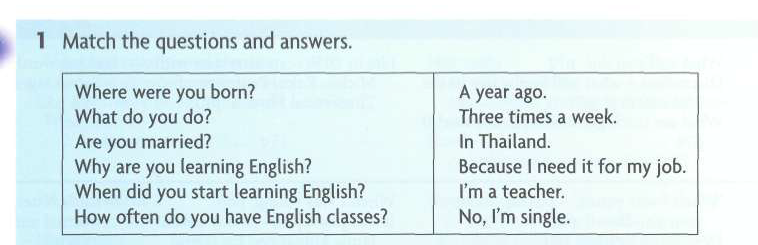 1 Match the questions and answers.
Where were you born? A year ago.
What do you do? Three times a week.
Are you married? In Thailand.
Why are you learning English? Because I need it for my job.
When did you start learning English? I'm a teacher.
How often do you have English classes? No, I'm single.